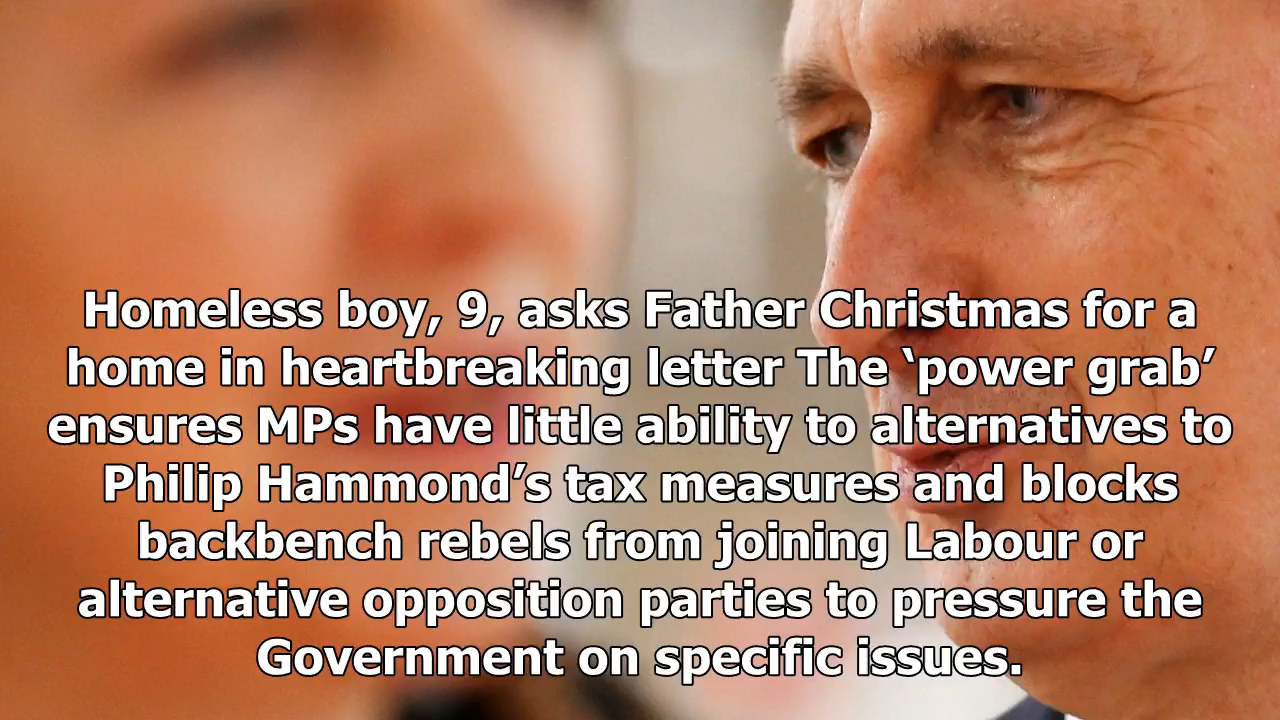 Homeless boy, 9, asks Father Christmas for a
home in heartbreaking letter The ‘power grab’
ensures MPs have little ability to alternatives to
Philip Hammond’s tax measures and blocks
backbench rebels from joining Labour or
alternative opposition parties to pressure the
Government on specific issues.